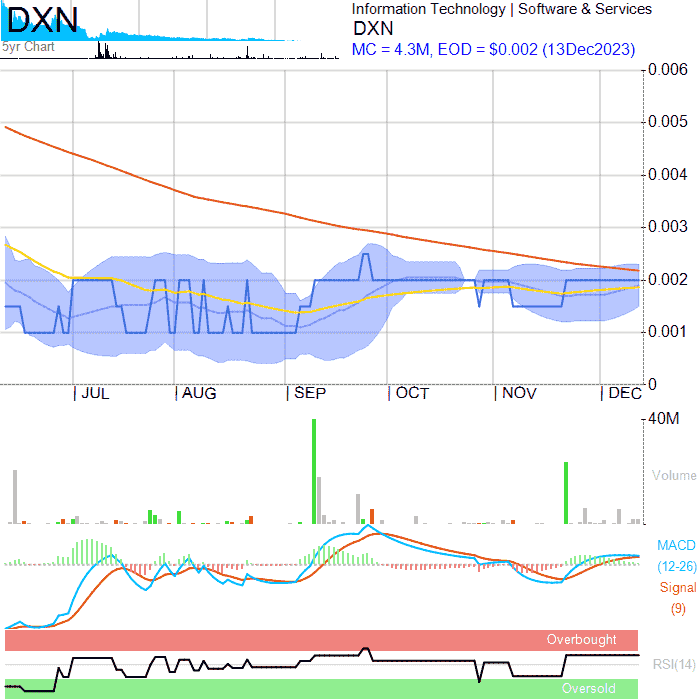 DXN
5yr Chart
Information Technology | Software & Services
DXN
MC = 4.3M, EOD = $0.002 (13Dec2023)
0.006
0.005
0.004
0.003
0.002
0.001
0
| JUL | AUG | SEP | OCT | NOV | DEC
40M
Volume
MACD
(12-26)
Signal
(9)
Overbought
RSI(14)
Oversold